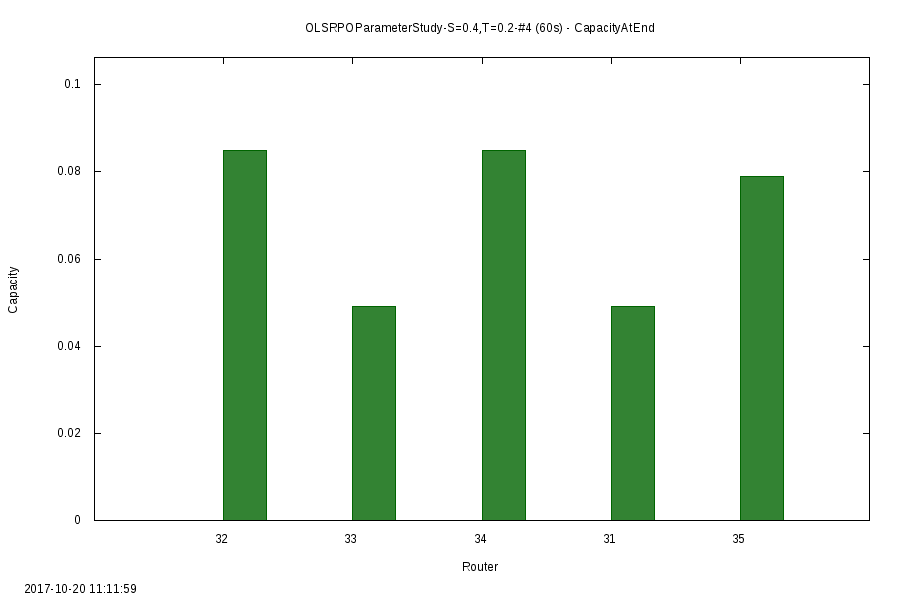 OLSRPOParameterStudy-S=0.4,T=0.2-#4 (60s) - CapacityAtEnd
0.1
0.08
0.06
0.04
0.02
0
Capacity
32 33 34 31 35
Router
2017-10-20 11:11:59